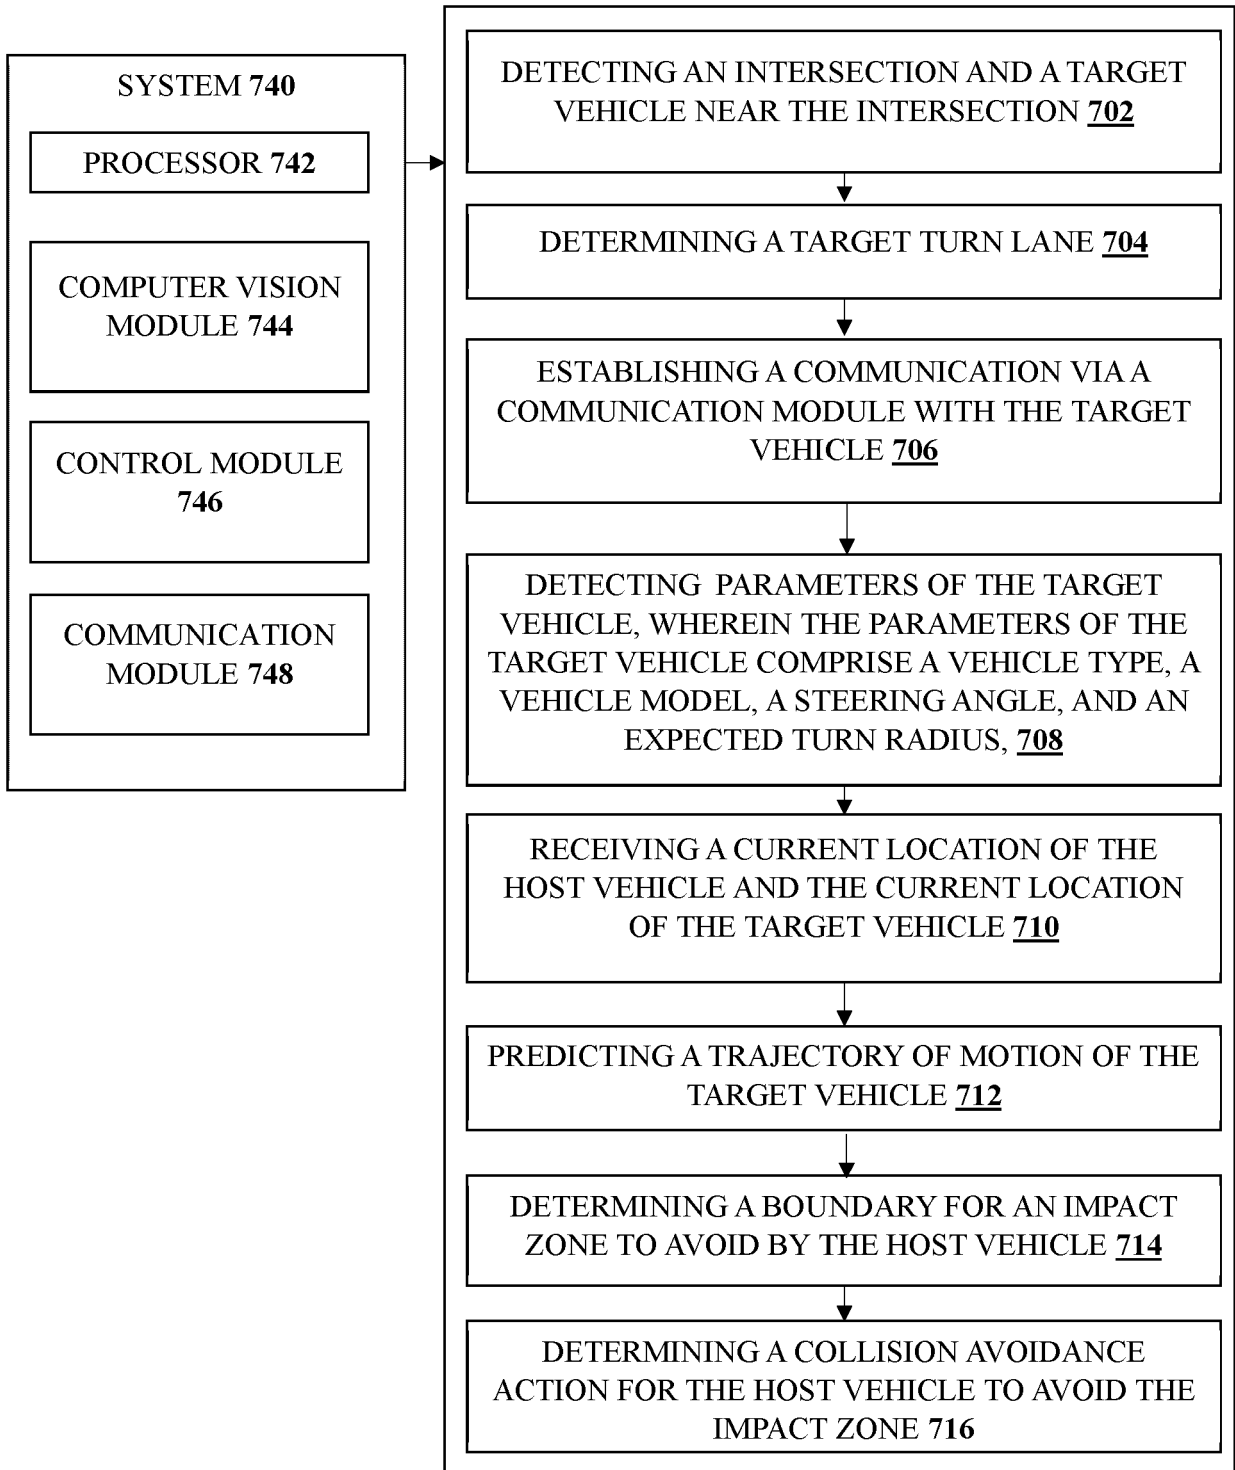 SYSTEM 740
PROCESSOR 742
COMPUTER VISION
MODULE 744
CONTROL MODULE
746
COMMUNICATION
MODULE 748
DETECTING AN INTERSECTION AND A TARGET
VEHICLE NEAR THE INTERSECTION 702
DETERMINING A TARGET TURN LANE 704
ESTABLISHING A COMMUNICATION VIA A
COMMUNICATION MODULE WITH THE TARGET
VEHICLE 706
DETECTING PARAMETERS OF THE TARGET
VEHICLE, WHEREIN THE PARAMETERS OF THE
TARGET VEHICLE COMPRISE A VEHICLE TYPE, A
VEHICLE MODEL, A STEERING ANGLE, AND AN
EXPECTED TURN RADIUS, 708
RECEIVING A CURRENT LOCATION OF THE
HOST VEHICLE AND THE CURRENT LOCATION
OF THE TARGET VEHICLE 710
PREDICTING A TRAJECTORY OF MOTION OF THE
TARGET VEHICLE 712
DETERMINING A BOUNDARY FOR AN IMPACT
ZONE TO AVOID BY THE HOST VEHICLE 714
DETERMINING A COLLISION AVOIDANCE
ACTION FOR THE HOST VEHICLE TO AVOID THE
IMPACT ZONE 716